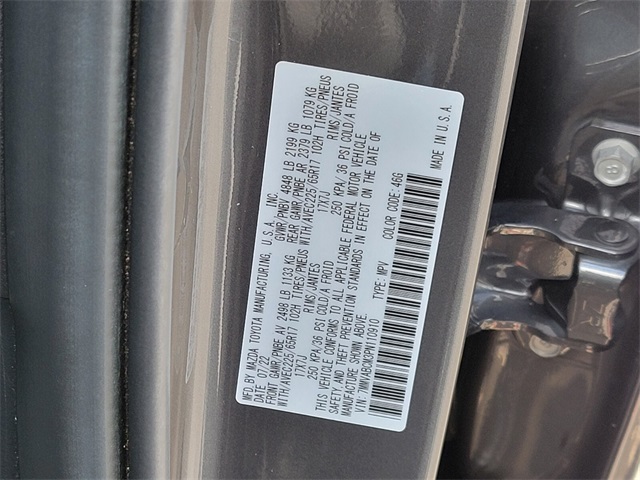 MFD. BY MAZDA TOYOTA MANUFACTURING, U.S.A. INC.
DATE: 07/22 GVWR/PNBV 4848 LB 2199 KG
FRONT GAWR/PNBE AV 2498 LB 1133 KG REAR GAWR/PNBE AR 2379 LB 1079 KG
WITH/AVEC225/65R17 102H TIRES/PNEUS WITH/AVEC225/65R17 102H TIRES/PNEUS
17X7J RIMS/JANTES 17X7J RIMS/JANTES
250 KPA/36 PSI COLD/A FROID 250 KPA/36 PSI COLD/A FROID
THIS VEHICLE CONFORMS TO ALL APPLICABLE FEDERAL MOTOR VEHICLE
SAFETY AND THEFT PREVENTION STANDARDS IN EFFECT ON THE DATE OF
MANUFACTURE SHOWN ABOVE.
VIN: 7MMVABDM3PN110910 TYPE: MPV COLOR CODE: 46G
MADE IN U.S.A.